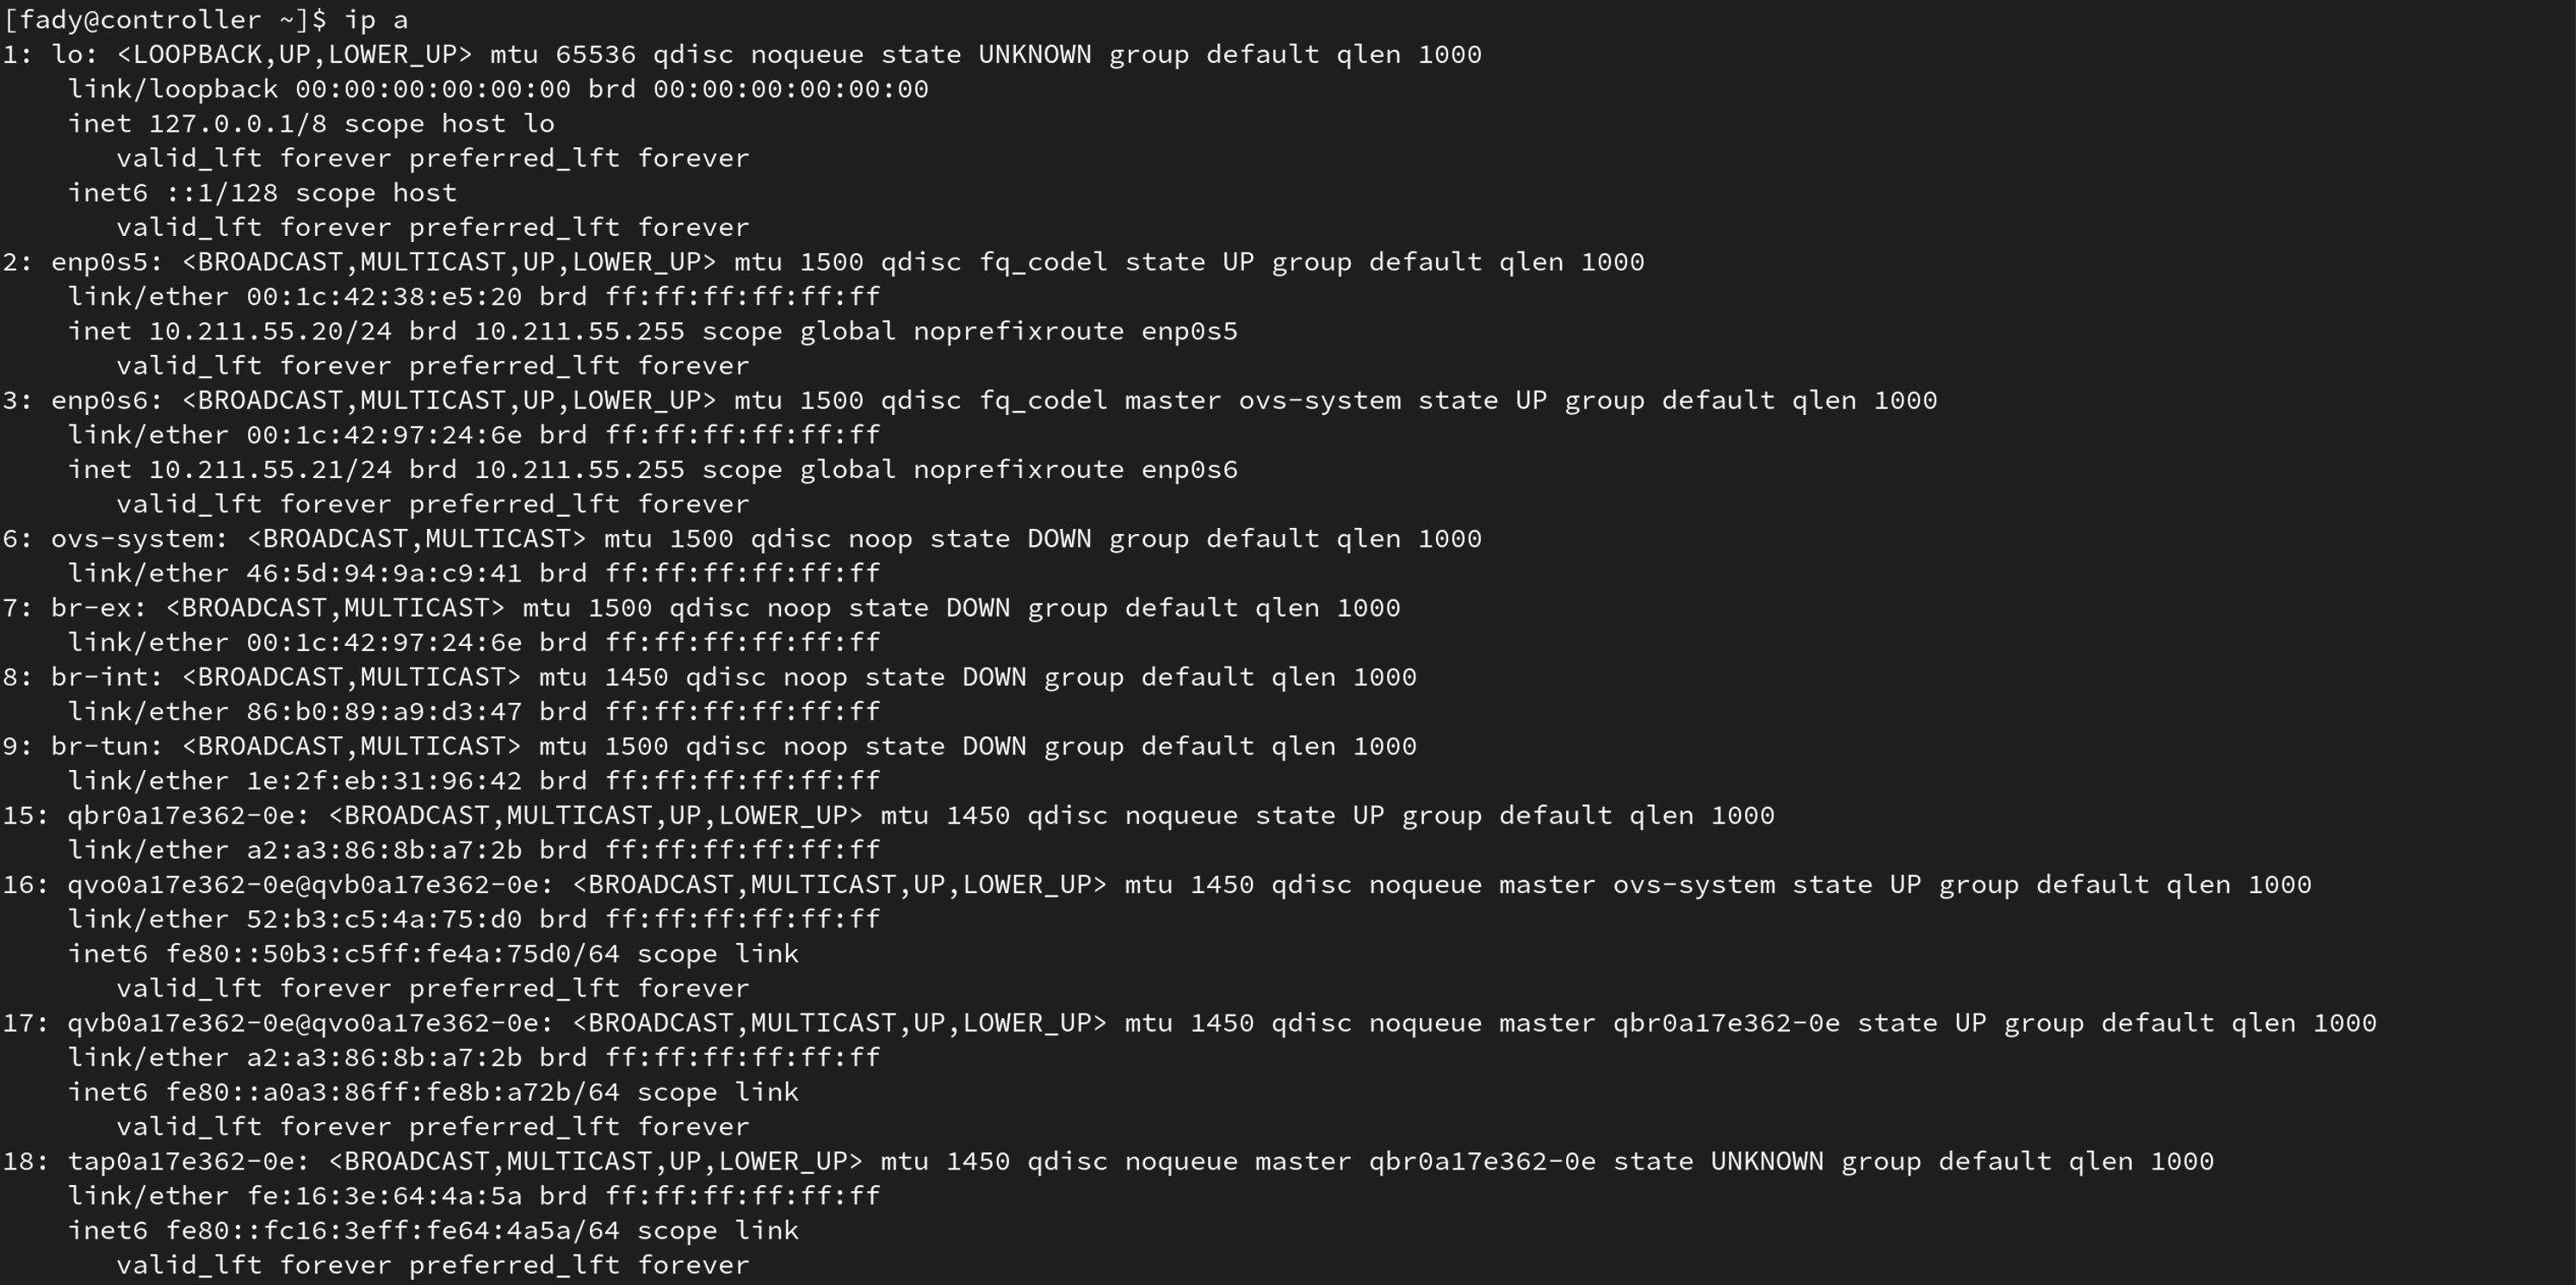 [fady@controller ~]$ ip a
1: lo: <LOOPBACK,UP,LOWER_UP> mtu 65536 qdisc noqueue state UNKNOWN group default qlen 1000
    link/loopback 00:00:00:00:00:00 brd 00:00:00:00:00:00
    inet 127.0.0.1/8 scope host lo
       valid_lft forever preferred_lft forever
    inet6 ::1/128 scope host
       valid_lft forever preferred_lft forever
2: enp0s5: <BROADCAST,MULTICAST,UP,LOWER_UP> mtu 1500 qdisc fq_codel state UP group default qlen 1000
    link/ether 00:1c:42:38:e5:20 brd ff:ff:ff:ff:ff:ff
    inet 10.211.55.20/24 brd 10.211.55.255 scope global noprefixroute enp0s5
       valid_lft forever preferred_lft forever
3: enp0s6: <BROADCAST,MULTICAST,UP,LOWER_UP> mtu 1500 qdisc fq_codel master ovs-system state UP group default qlen 1000
    link/ether 00:1c:42:97:24:6e brd ff:ff:ff:ff:ff:ff
    inet 10.211.55.21/24 brd 10.211.55.255 scope global noprefixroute enp0s6
       valid_lft forever preferred_lft forever
6: ovs-system: <BROADCAST,MULTICAST> mtu 1500 qdisc noop state DOWN group default qlen 1000
    link/ether 46:5d:94:9a:c9:41 brd ff:ff:ff:ff:ff:ff
7: br-ex: <BROADCAST,MULTICAST> mtu 1500 qdisc noop state DOWN group default qlen 1000
    link/ether 00:1c:42:97:24:6e brd ff:ff:ff:ff:ff:ff
8: br-int: <BROADCAST,MULTICAST> mtu 1450 qdisc noop state DOWN group default qlen 1000
    link/ether 86:b0:89:a9:d3:47 brd ff:ff:ff:ff:ff:ff
9: br-tun: <BROADCAST,MULTICAST> mtu 1500 qdisc noop state DOWN group default qlen 1000
    link/ether 1e:2f:eb:31:96:42 brd ff:ff:ff:ff:ff:ff
15: qbr0a17e362-0e: <BROADCAST,MULTICAST,UP,LOWER_UP> mtu 1450 qdisc noqueue state UP group default qlen 1000
    link/ether a2:a3:86:8b:a7:2b brd ff:ff:ff:ff:ff:ff
16: qvo0a17e362-0e@qvb0a17e362-0e: <BROADCAST,MULTICAST,UP,LOWER_UP> mtu 1450 qdisc noqueue master ovs-system state UP group default qlen 1000
    link/ether 52:b3:c5:4a:75:d0 brd ff:ff:ff:ff:ff:ff
    inet6 fe80::50b3:c5ff:fe4a:75d0/64 scope link
       valid_lft forever preferred_lft forever
17: qvb0a17e362-0e@qvo0a17e362-0e: <BROADCAST,MULTICAST,UP,LOWER_UP> mtu 1450 qdisc noqueue master qbr0a17e362-0e state UP group default qlen 1000
    link/ether a2:a3:86:8b:a7:2b brd ff:ff:ff:ff:ff:ff
    inet6 fe80::a0a3:86ff:fe8b:a72b/64 scope link
       valid_lft forever preferred_lft forever
18: tap0a17e362-0e: <BROADCAST,MULTICAST,UP,LOWER_UP> mtu 1450 qdisc noqueue master qbr0a17e362-0e state UNKNOWN group default qlen 1000
    link/ether fe:16:3e:64:4a:5a brd ff:ff:ff:ff:ff:ff
    inet6 fe80::fc16:3eff:fe64:4a5a/64 scope link
       valid_lft forever preferred_lft forever